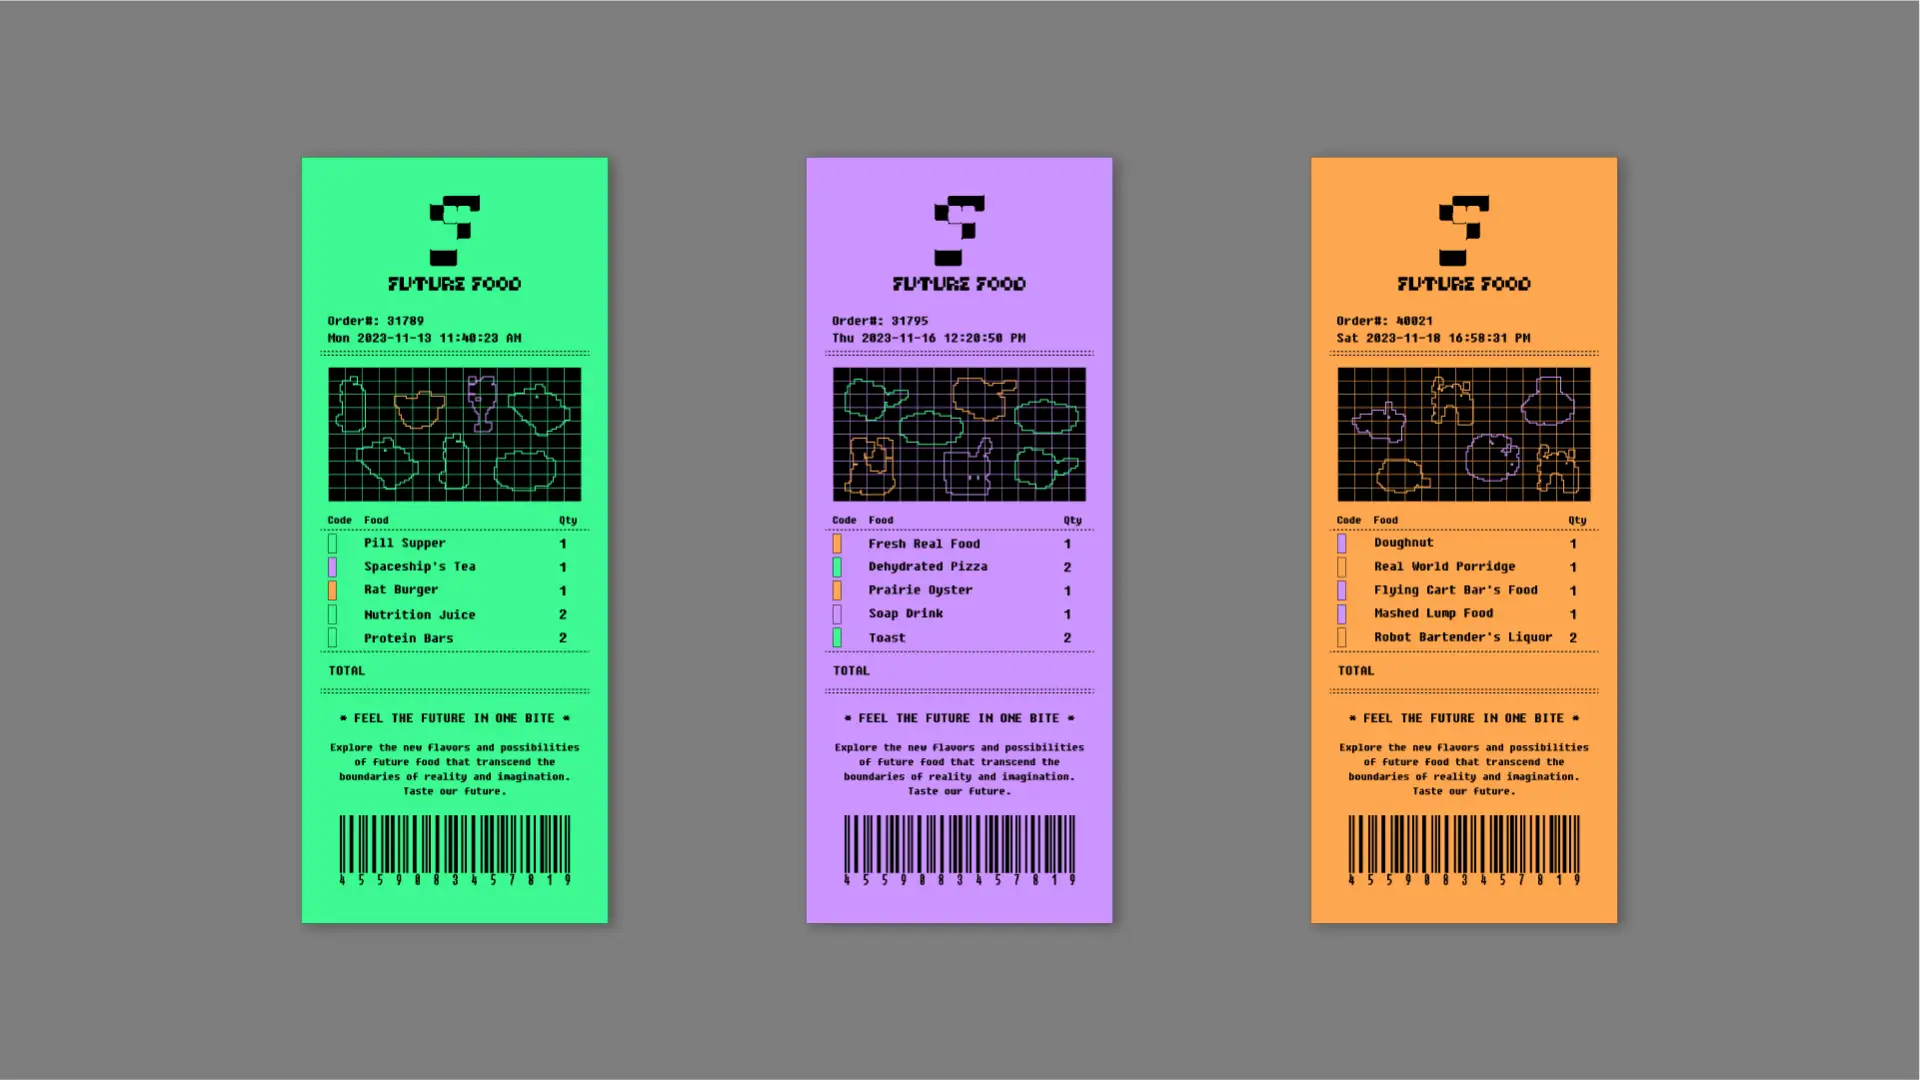 FUTURE FOOD
Order#: 31789
Mon 2023-11-13 11:40:23 AM
Code Food Qty
Pill Supper 1
Spaceship's Tea 1
Rat Burger 1
Nutrition Juice 2
Protein Bars 2
TOTAL
* FEEL THE FUTURE IN ONE BITE *
Explore the new flavors and possibilities
of future food that transcend the
boundaries of reality and imagination.
Taste our future.
4 5 5 9 0 8 3 4 5 7 8 1 9
FUTURE FOOD
Order#: 31795
Thu 2023-11-16 12:20:50 PM
Code Food Qty
Fresh Real Food 1
Dehydrated Pizza 2
Prairie Oyster 1
Soap Drink 1
Toast 2
TOTAL
* FEEL THE FUTURE IN ONE BITE *
Explore the new flavors and possibilities
of future food that transcend the
boundaries of reality and imagination.
Taste our future.
4 5 5 9 0 8 3 4 5 7 8 1 9
FUTURE FOOD
Order#: 40021
Sat 2023-11-18 16:58:31 PM
Code Food Qty
Doughnut 1
Real World Porridge 1
Flying Cart Bar's Food 1
Mashed Lump Food 1
Robot Bartender's Liquor 2
TOTAL
* FEEL THE FUTURE IN ONE BITE *
Explore the new flavors and possibilities
of future food that transcend the
boundaries of reality and imagination.
Taste our future.
4 5 5 9 0 8 3 4 5 7 8 1 9